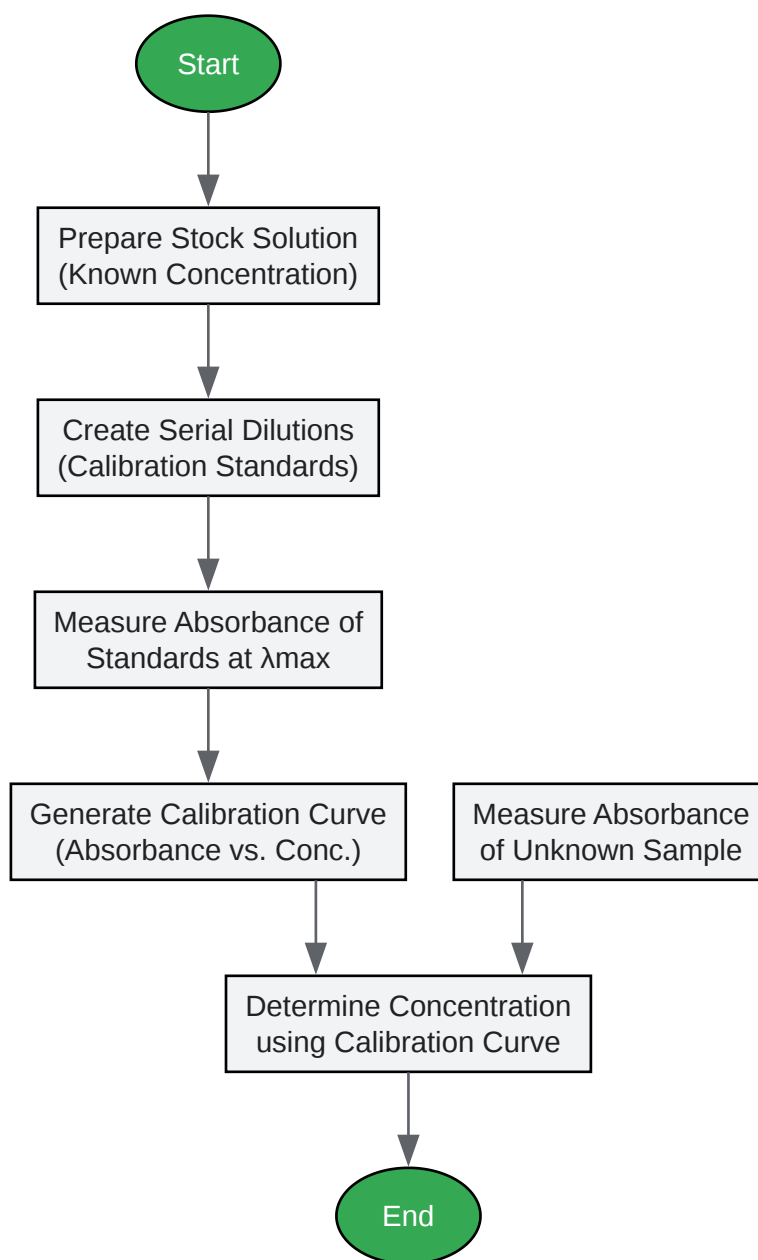 Start
Prepare Stock Solution
(Known Concentration)
Create Serial Dilutions
(Calibration Standards)
Measure Absorbance of
Standards at λmax
Generate Calibration Curve
(Absorbance vs. Conc.)
Measure Absorbance
of Unknown Sample
Determine Concentration
using Calibration Curve
End